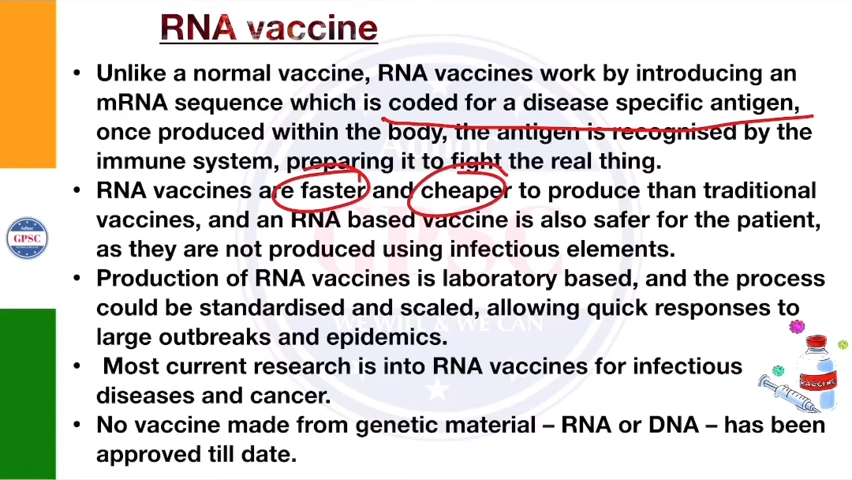 RNA vaccine
• Unlike a normal vaccine, RNA vaccines work by introducing an
mRNA sequence which is coded for a disease specific antigen,
once produced within the body, the antigen is recognised by the
immune system, preparing it to fight the real thing.
• RNA vaccines are faster and cheaper to produce than traditional
vaccines, and an RNA based vaccine is also safer for the patient,
as they are not produced using infectious elements.
• Production of RNA vaccines is laboratory based, and the process
could be standardised and scaled, allowing quick responses to
large outbreaks and epidemics.
• Most current research is into RNA vaccines for infectious
diseases and cancer.
• No vaccine made from genetic material – RNA or DNA – has been
approved till date.
GPSC
WE WILL & WE CAN
VACCINE